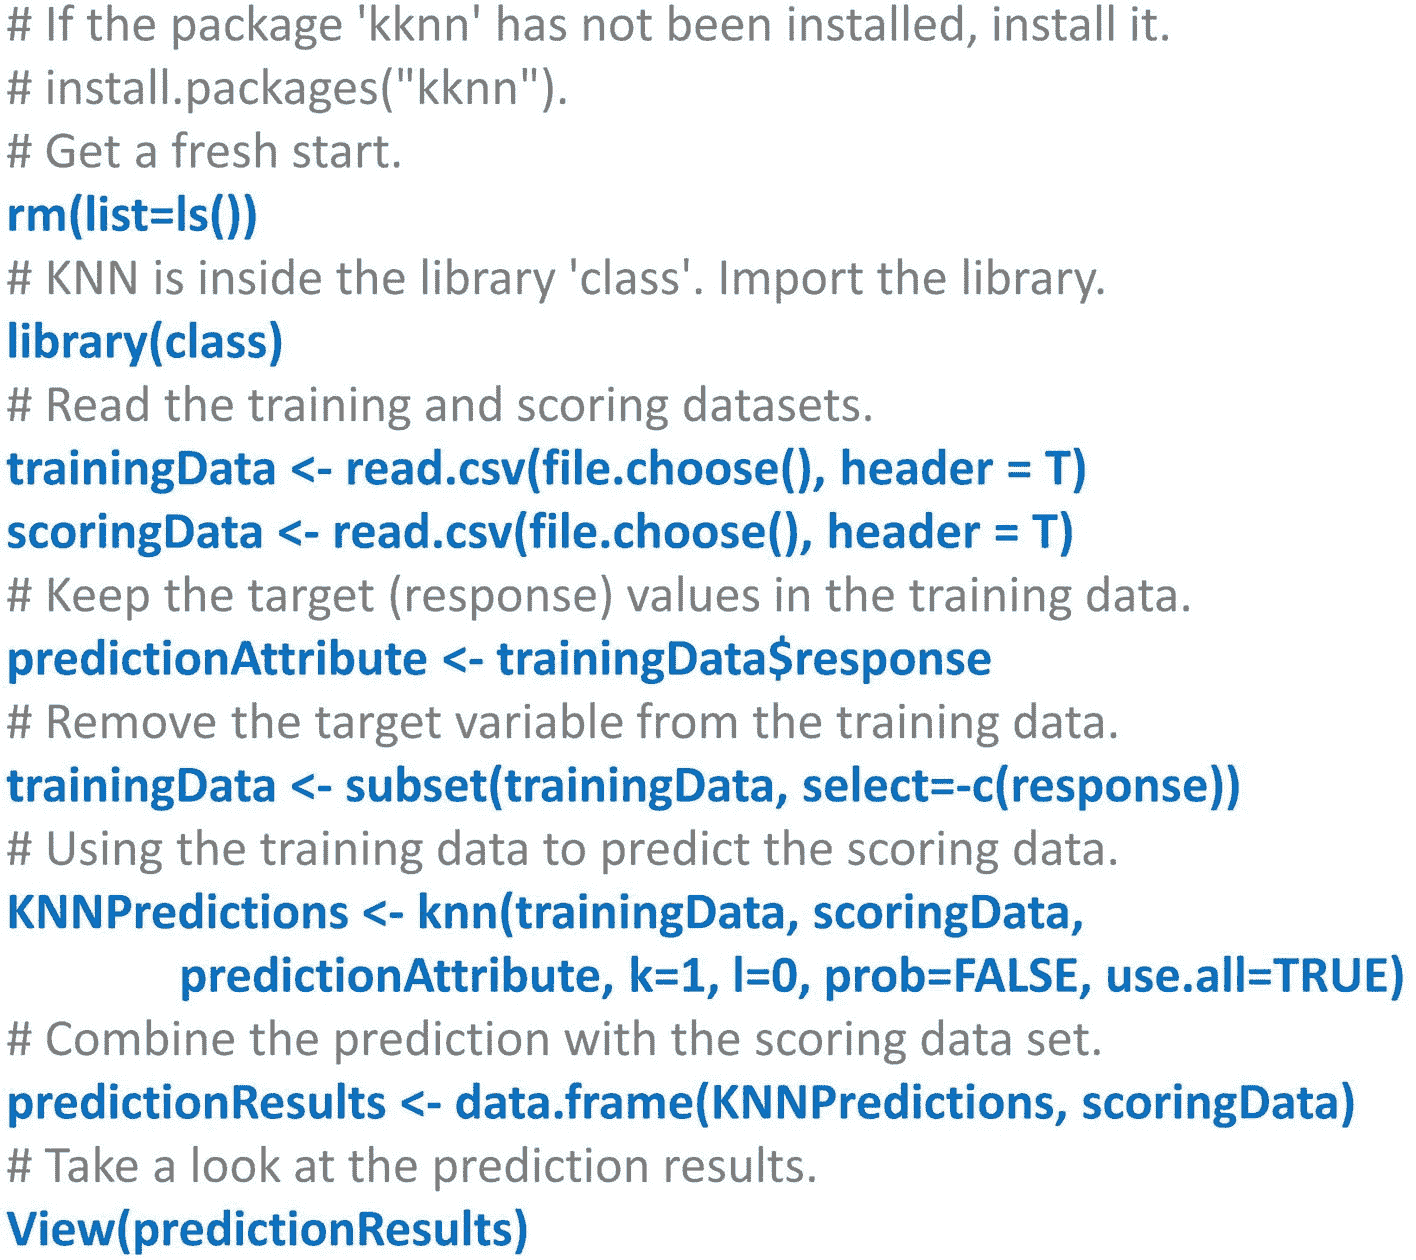 # If the package 'kknn' has not been installed, install it.
# install.packages("kknn").
# Get a fresh start.
rm(list=ls())
# KNN is inside the library 'class'. Import the library.
library(class)
# Read the training and scoring datasets.
trainingData <- read.csv(file.choose(), header = T)
scoringData <- read.csv(file.choose(), header = T)
# Keep the target (response) values in the training data.
predictionAttribute <- trainingData$response
# Remove the target variable from the training data.
trainingData <- subset(trainingData, select=-c(response))
# Using the training data to predict the scoring data.
KNNPredictions <- knn(trainingData, scoringData,
predictionAttribute, k=1, l=0, prob=FALSE, use.all=TRUE)
# Combine the prediction with the scoring data set.
predictionResults <- data.frame(KNNPredictions, scoringData)
# Take a look at the prediction results.
View(predictionResults)